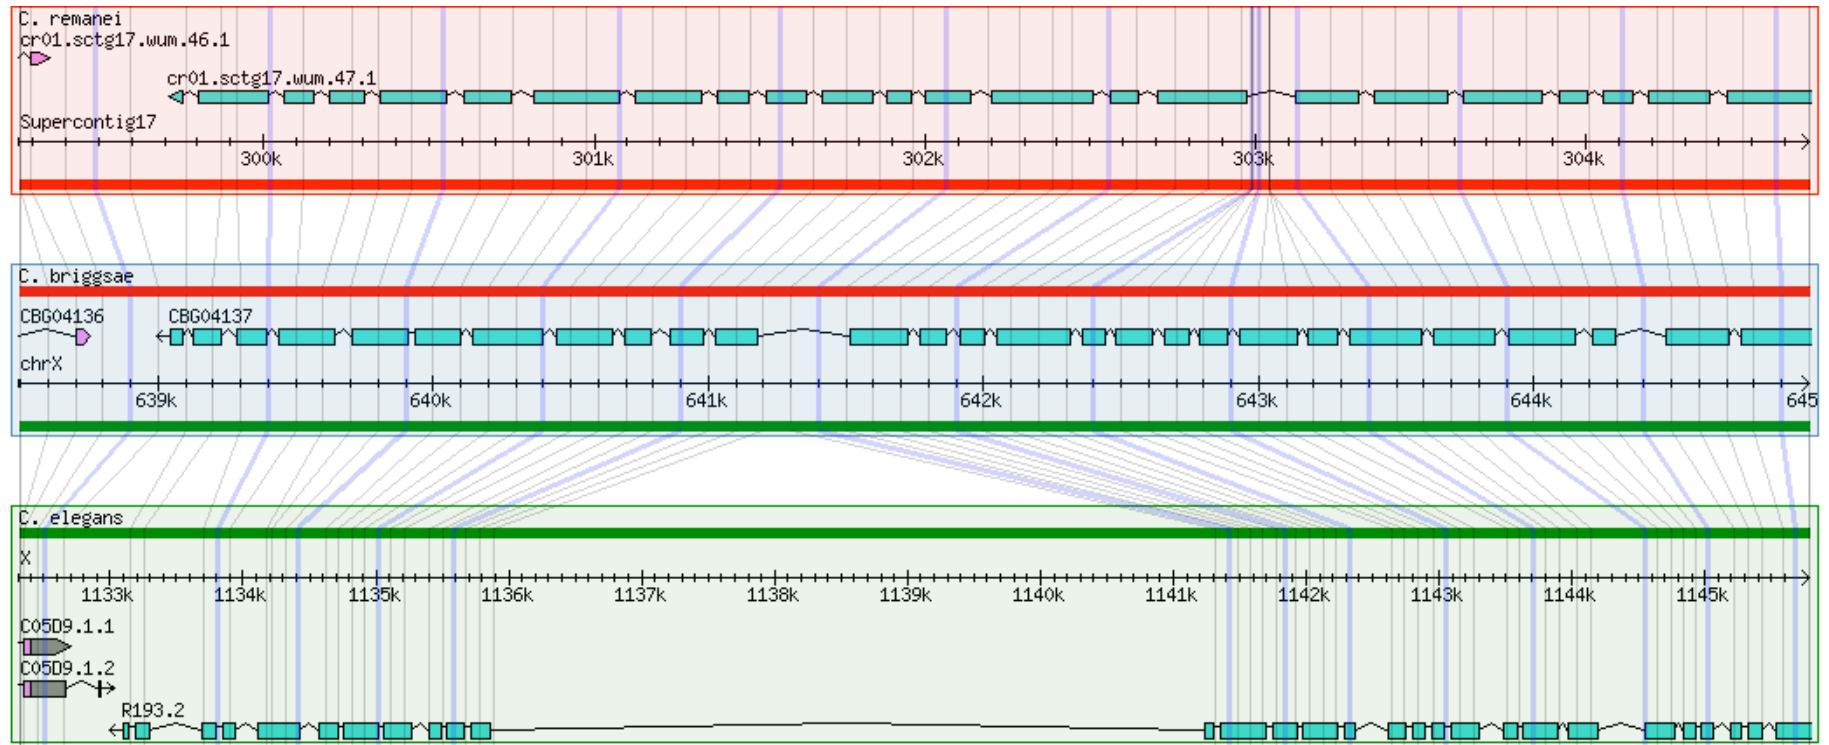 C. remanei
cr01.sctg17.wum.46.1
cr01.sctg17.wum.47.1
Supercontig17
300k 301k 302k 303k 304k
C. briggsae
CBG04136 CBG04137
chrX
639k 640k 641k 642k 643k 644k 645
C. elegans
X
1133k 1134k 1135k 1136k 1137k 1138k 1139k 1140k 1141k 1142k 1143k 1144k 1145k
C05D9.1.1
C05D9.1.2
R193.2